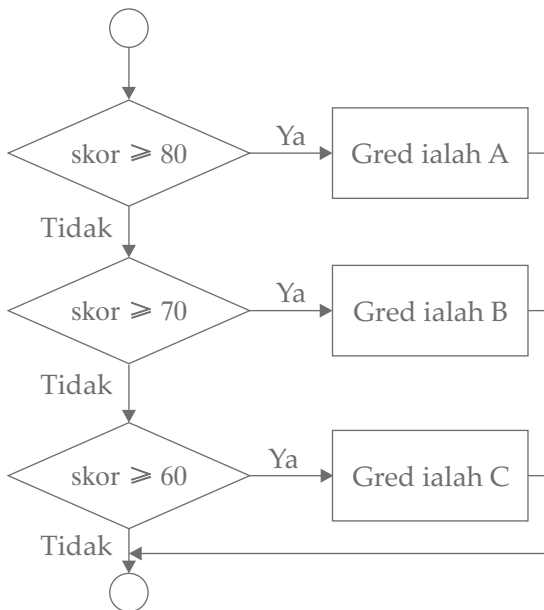 skor ⩾ 80
Ya
Gred ialah A
Tidak
skor ⩾ 70
Ya
Gred ialah B
Tidak
skor ⩾ 60
Ya
Gred ialah C
Tidak